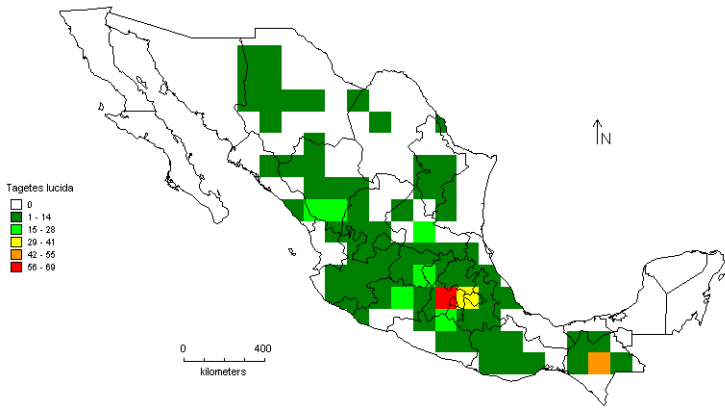 N
Tagetes lucida
0
1 - 14
15 - 28
29 - 41
42 - 55
56 - 69
0 400
kilometers